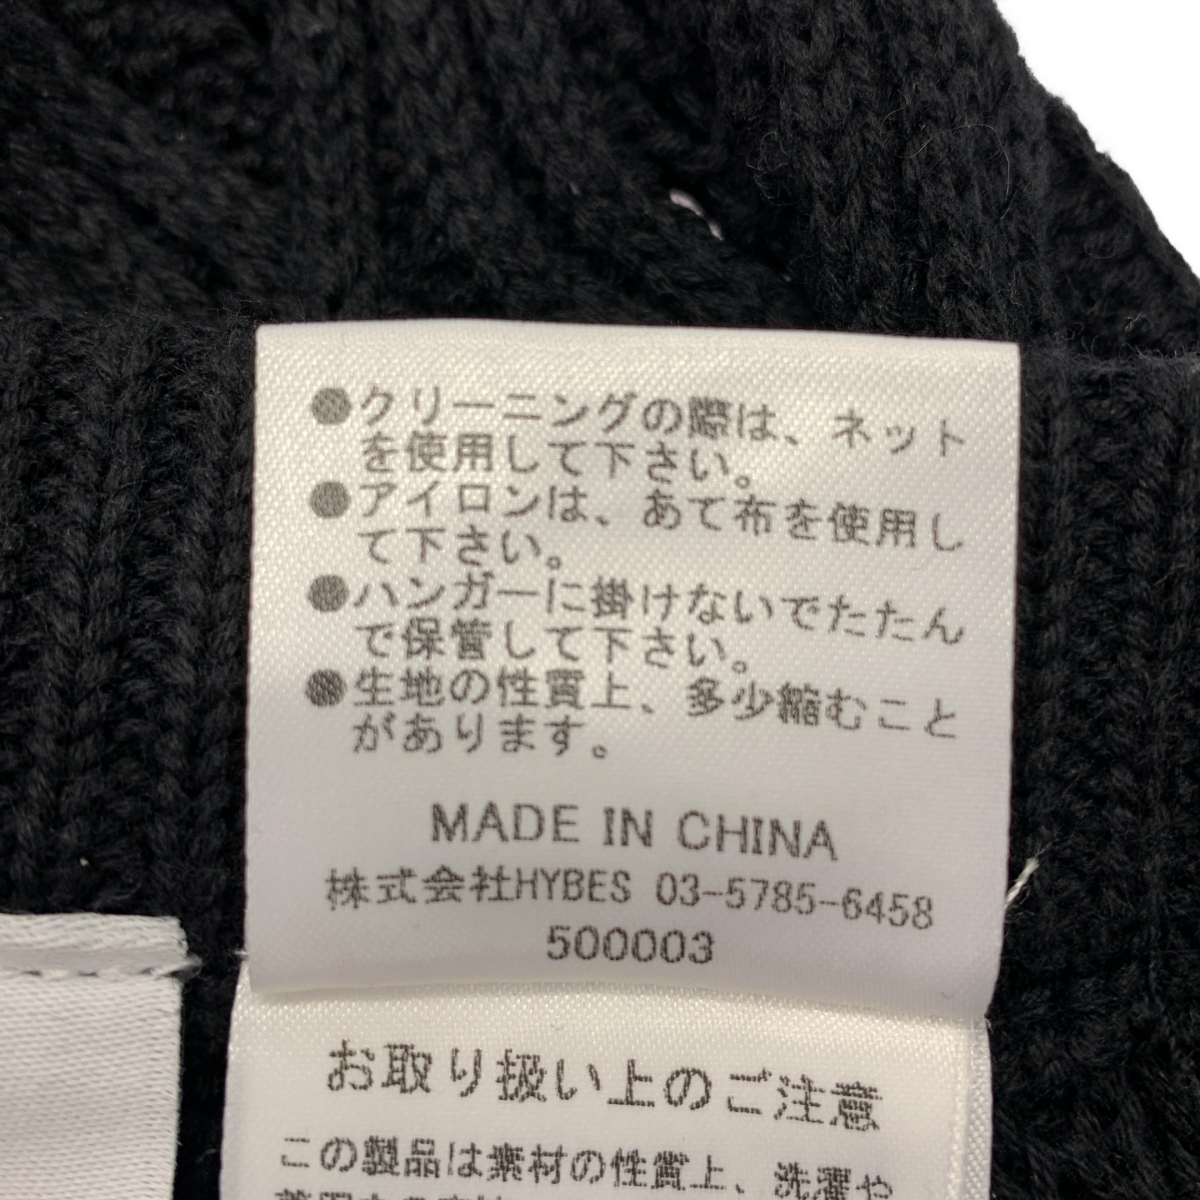 ●クリーニングの際は、ネット
を使用して下さい。
●アイロンは、あて布を使用し
て下さい。
●ハンガーに掛けないでたたん
で保管して下さい。
●生地の性質上、多少縮むこと
があります。
MADE IN CHINA
株式会社HYBES 03-5785-6458
500003
お取り扱い上のご注意
この製品は素材の性質上、洗濯や